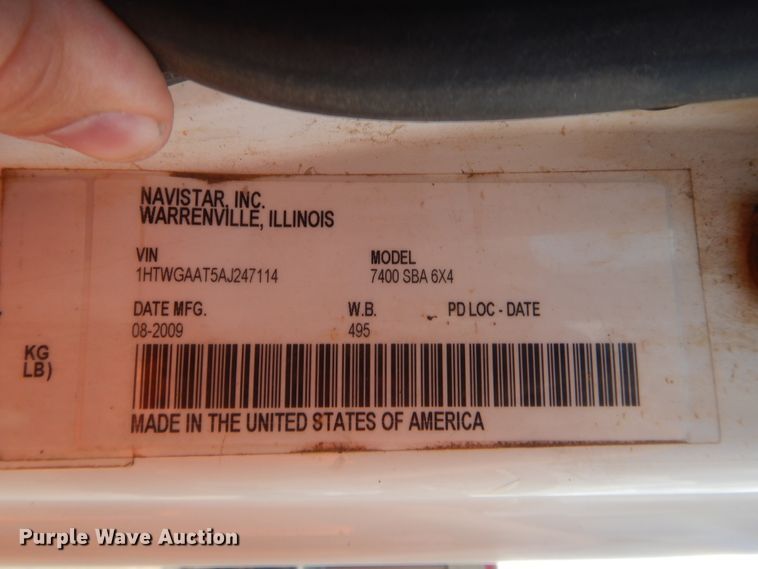 NAVISTAR, INC.
WARRENVILLE, ILLINOIS
VIN MODEL
1HTWGAAT5AJ247114 7400 SBA 6X4
DATE MFG. W.B. PD LOC - DATE
08-2009 495
KG
LB)
MADE IN THE UNITED STATES OF AMERICA
Purple Wave Auction